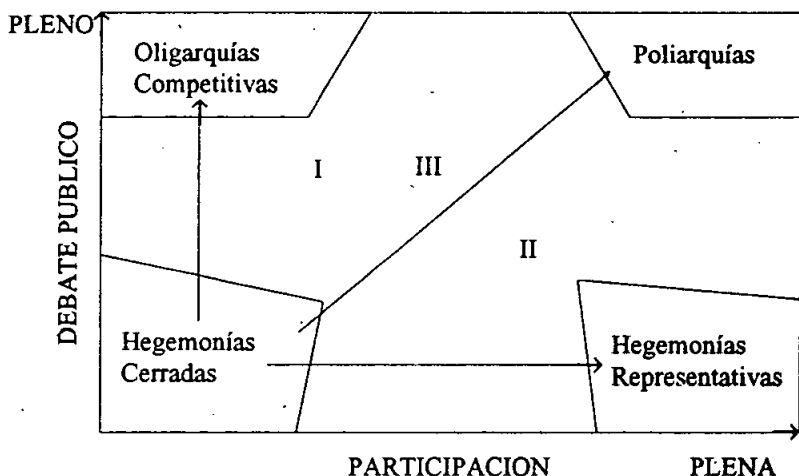 PLENO
Oligarquías
Competitivas
Poliarquías
I
III
II
DEBATE PUBLICO
Hegemonías
Cerradas
Hegemonías
Representativas
PARTICIPACION
PLENA